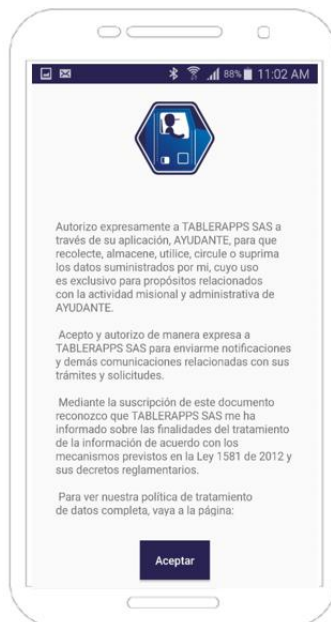 88% 11:02 AM
Autorizo expresamente a TABLERAPPS SAS a
través de su aplicación, AYUDANTE, para que
recolecte, almacene, utilice, circule o suprima
los datos suministrados por mi, cuyo uso
es exclusivo para propósitos relacionados
con la actividad misional y administrativa de
AYUDANTE.
Acepto y autorizo de manera expresa a
TABLERAPPS SAS para enviarme notificaciones
y demás comunicaciones relacionadas con sus
trámites y solicitudes.
Mediante la suscripción de este documento
reconozco que TABLERAPPS SAS me ha
informado sobre las finalidades del tratamiento
de la información de acuerdo con los
mecanismos previstos en la Ley 1581 de 2012 y
sus decretos reglamentarios.
Para ver nuestra política de tratamiento
de datos completa, vaya a la página:
Aceptar